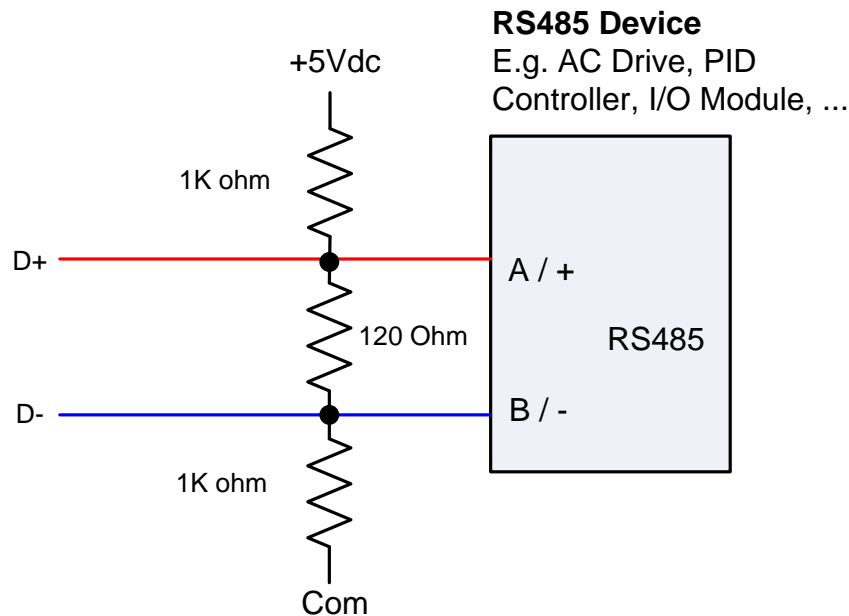 RS485 Device
E.g. AC Drive, PID
Controller, I/O Module, ...
+5Vdc
1K ohm
D+
A / +
120 Ohm
RS485
D-
B / -
1K ohm
Com